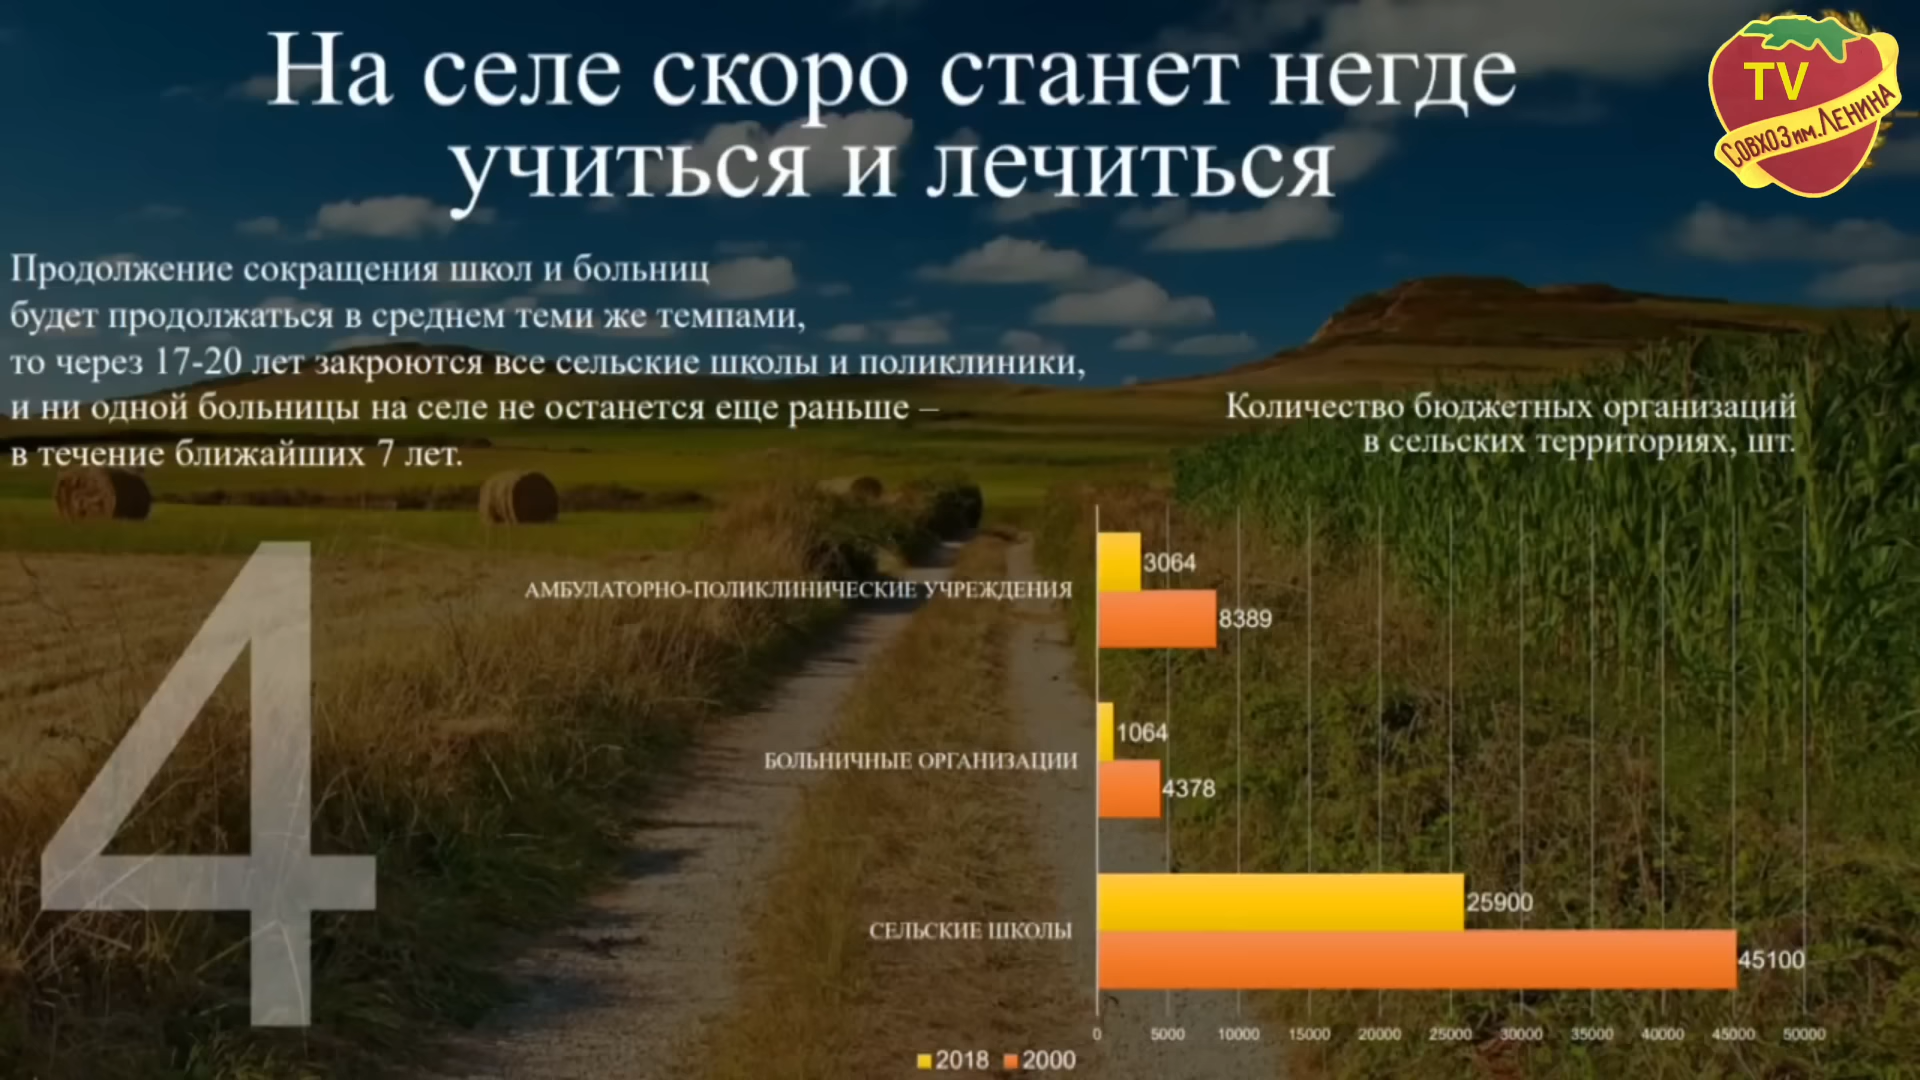 На селе скоро станет негде
учиться и лечиться
TV
СОВХОЗ им. ЛЕНИНА
Продолжение сокращения школ и больниц
будет продолжаться в среднем теми же темпами,
то через 17-20 лет закроются все сельские школы и поликлиники,
и ни одной больницы на селе не останется еще раньше –
в течение ближайших 7 лет.
Количество бюджетных организаций
в сельских территориях, шт.
4
АМБУЛАТОРНО-ПОЛИКЛИНИЧЕСКИЕ УЧРЕЖДЕНИЯ
3064
8389
БОЛЬНИЧНЫЕ ОРГАНИЗАЦИИ
1064
4378
СЕЛЬСКИЕ ШКОЛЫ
25900
45100
0 5000 10000 15000 20000 25000 30000 35000 40000 45000 50000
2018 2000